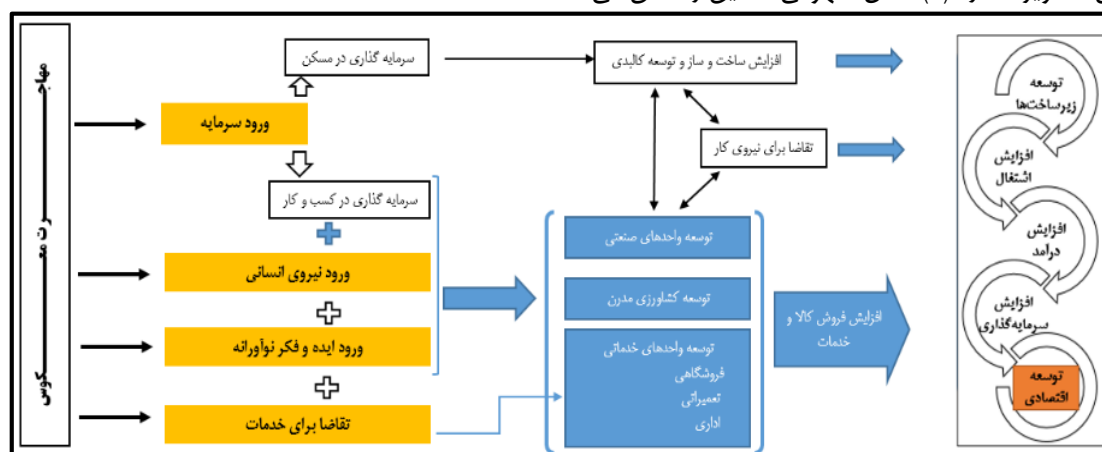 مهاجـــــرت معـــــکوس
ورود سرمایه
سرمایه گذاری در مسکن
سرمایه گذاری در کسب و کار
ورود نیروی انسانی
ورود ایده و فکر نوآورانه
تقاضا برای خدمات
افزایش ساخت و ساز و توسعه کالبدی
تقاضا برای نیروی کار
توسعه واحدهای صنعتی
توسعه کشاورزی مدرن
توسعه واحدهای خدماتی
فروشگاهی
تعمیراتی
اداری
افزایش فروش کالا و
خدمات
توسعه
زیرساخت‌ها
افزایش
اشتغال
افزایش
درامد
افزایش
سرمایه‌گذاری
توسعه
اقتصادی